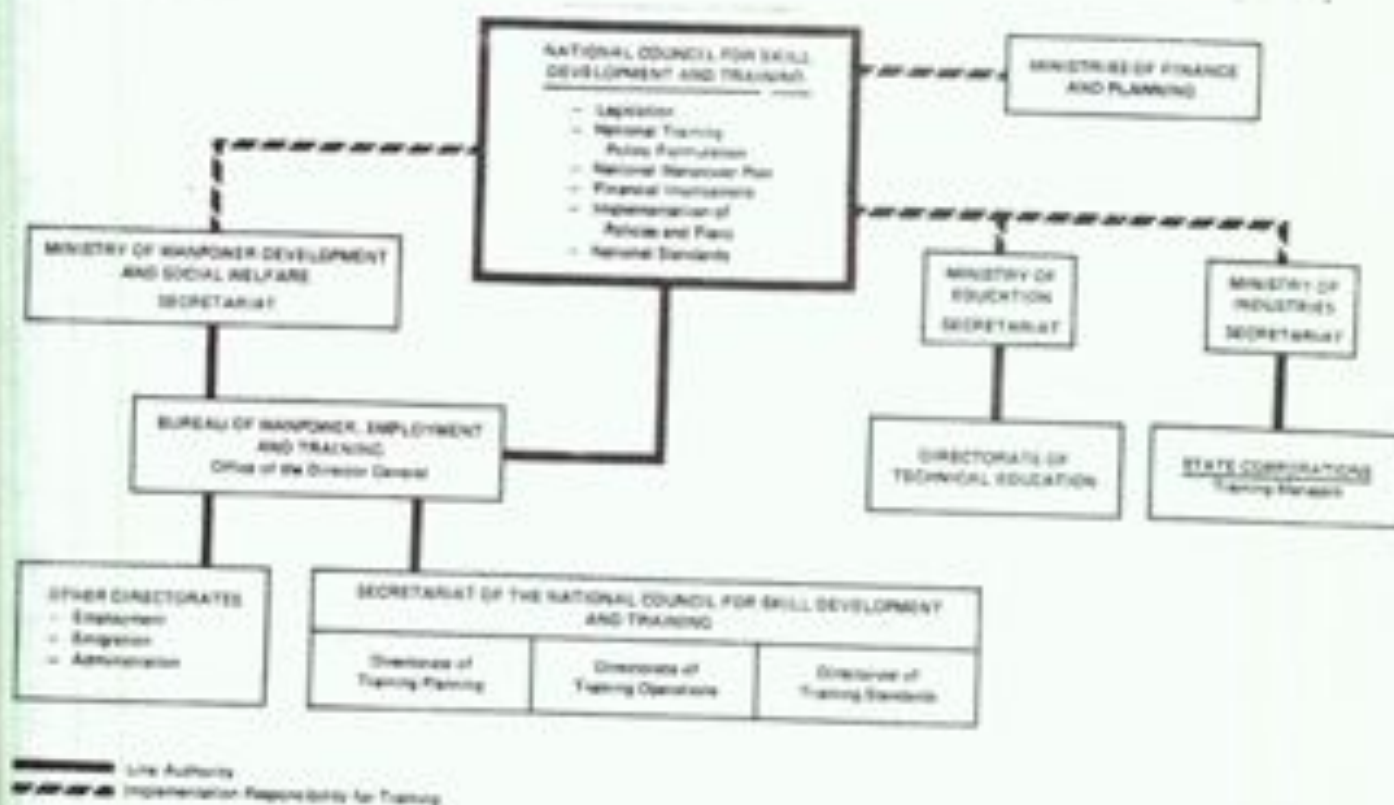 NATIONAL COUNCIL FOR SKILL
DEVELOPMENT AND TRAINING
- Legislation
- National Training
Policy Formulation
- National Manpower Plan
- Financial
- Implementation of
Policies and Plans
- National Standards
MINISTRIES OF FINANCE
AND PLANNING
MINISTRY OF MANPOWER DEVELOPMENT
AND SOCIAL WELFARE
SECRETARIAT
MINISTRY OF
EDUCATION
SECRETARIAT
MINISTRY OF
INDUSTRIES
SECRETARIAT
BUREAU OF MANPOWER, EMPLOYMENT
AND TRAINING
Office of the Director General
DIRECTORATE OF
TECHNICAL EDUCATION
STATE CORPORATIONS
Training Managers
OTHER DIRECTORATES
- Employment
- Emigration
- Administration
SECRETARIAT OF THE NATIONAL COUNCIL FOR SKILL DEVELOPMENT
AND TRAINING
Directorate of
Training Planning
Directorate of
Training Operations
Directorate of
Training Standards
Line Authority
Implementation Responsibility for Training